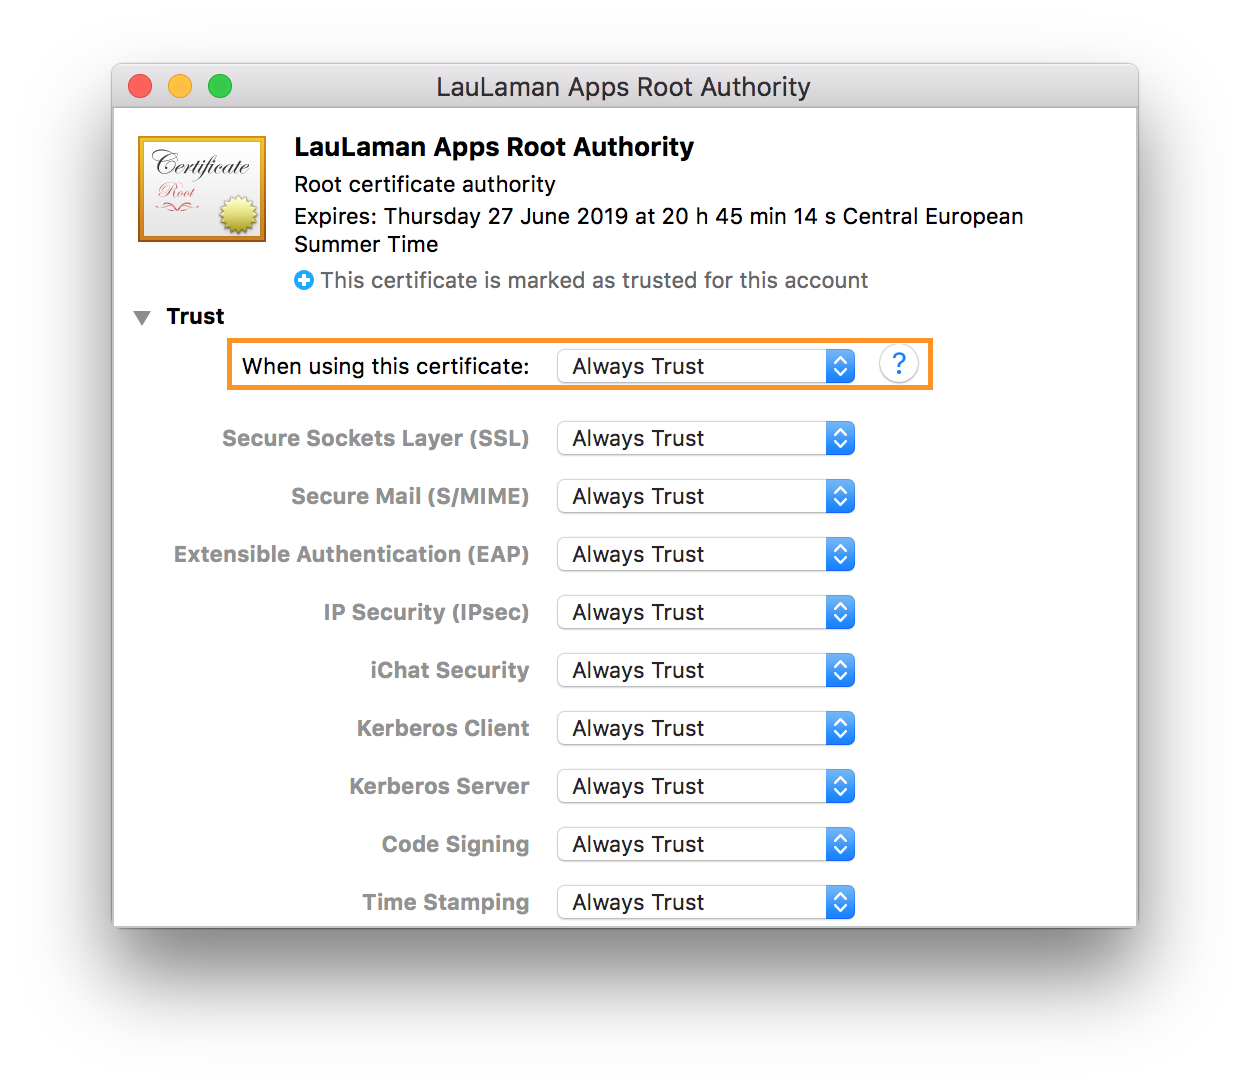 LauLaman Apps Root Authority
Certificate
Root
LauLaman Apps Root Authority
Root certificate authority
Expires: Thursday 27 June 2019 at 20 h 45 min 14 s Central European
Summer Time
This certificate is marked as trusted for this account
Trust
When using this certificate: Always Trust ?
Secure Sockets Layer (SSL) Always Trust
Secure Mail (S/MIME) Always Trust
Extensible Authentication (EAP) Always Trust
IP Security (IPsec) Always Trust
iChat Security Always Trust
Kerberos Client Always Trust
Kerberos Server Always Trust
Code Signing Always Trust
Time Stamping Always Trust